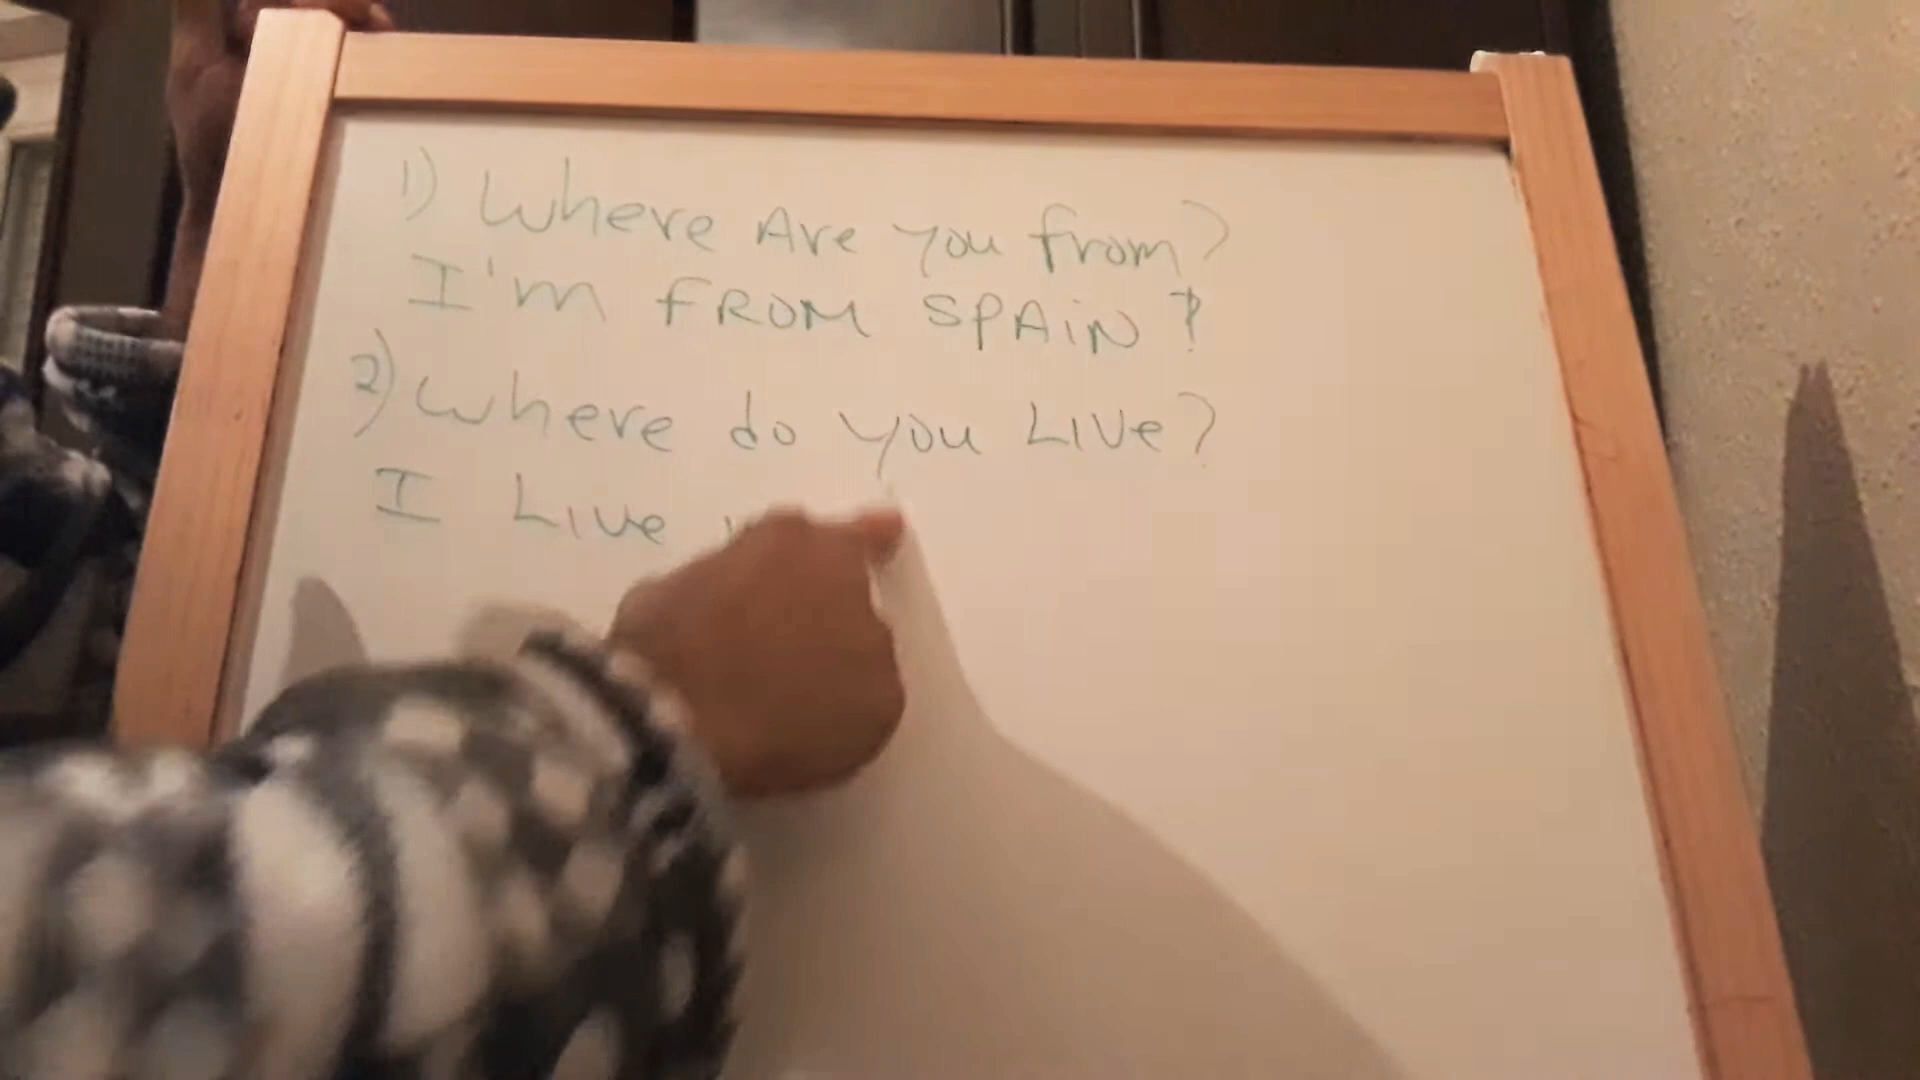 1) Where Are you from?
I'm FROM SPAiN ?
2) Where do you Live?
I Live